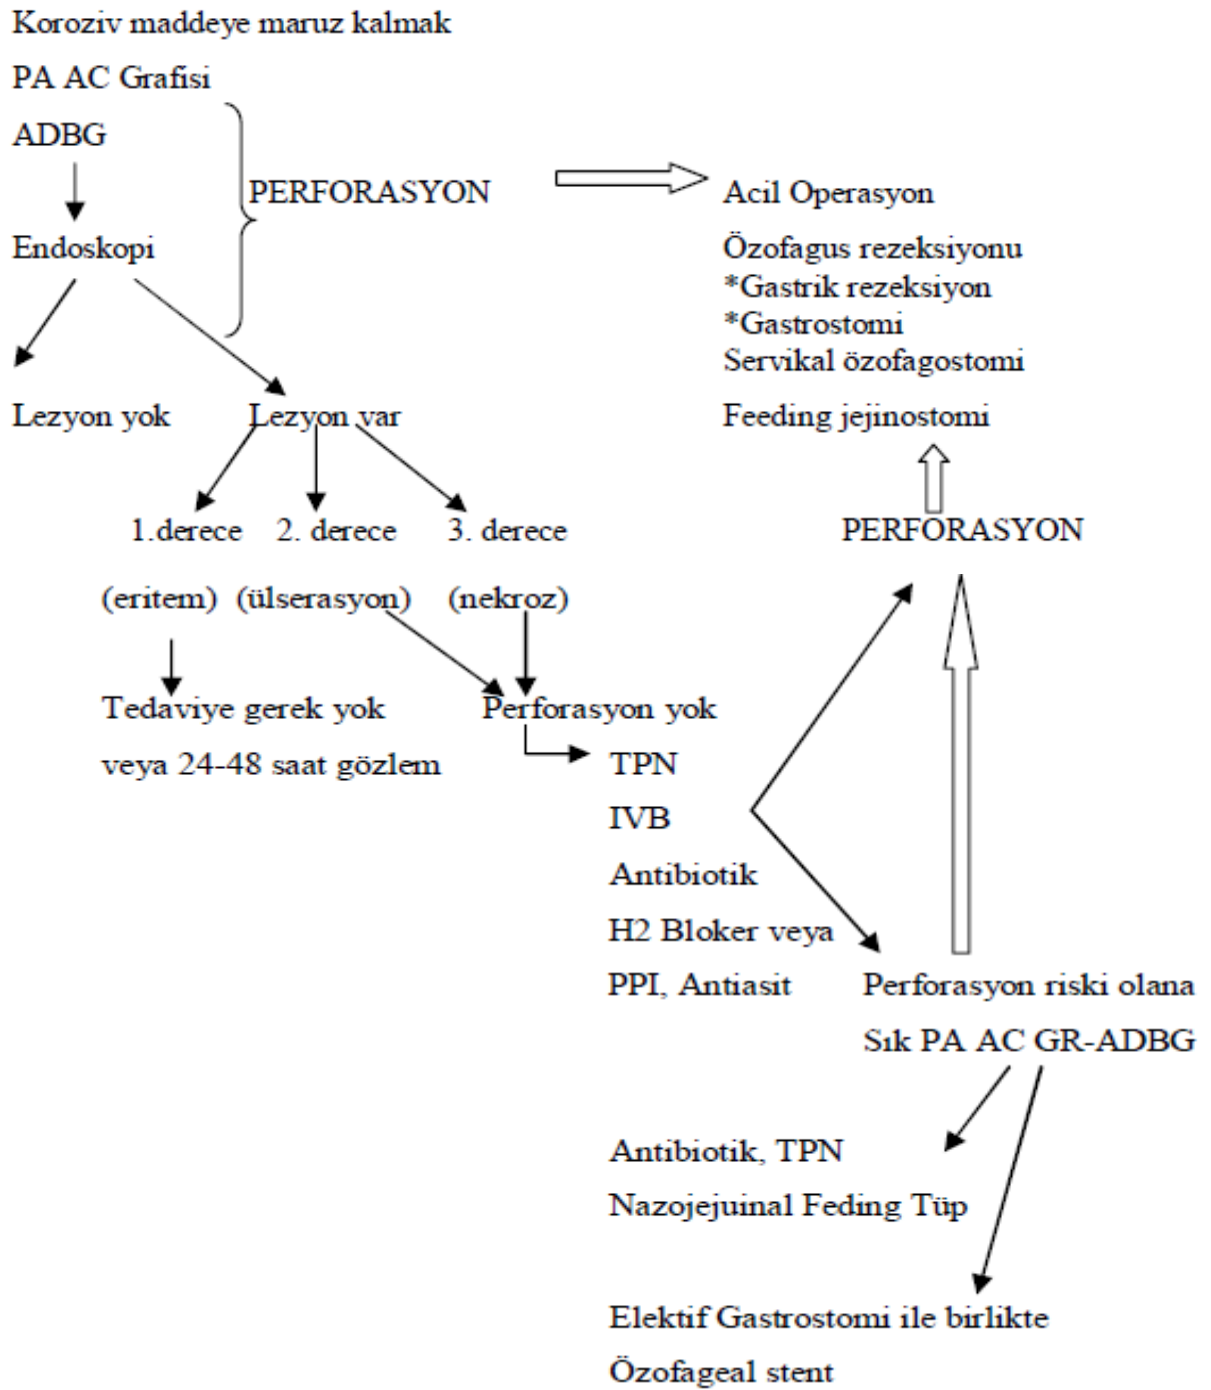 Koroziv maddeye maruz kalmak
PA AC Grafisi
ADBG
PERFORASYON
Endoskopi
Acil Operasyon
Özofagus rezeksiyonu
*Gastrik rezeksiyon
*Gastrostomi
Servikal özofagostomi
Feeding jejinostomi
Lezyon yok
Lezyon var
1.derece
2. derece
3. derece
(eritem)
(ülserasyon)
(nekroz)
PERFORASYON
Tedaviye gerek yok
veya 24-48 saat gözlem
Perforasyon yok
TPN
IVB
Antibiotik
H2 Bloker veya
PPI, Antiasit
Perforasyon riski olana
Sık PA AC GR-ADBG
Antibiotik, TPN
Nazojejuinal Feding Tüp
Elektif Gastrostomi ile birlikte
Özofageal stent